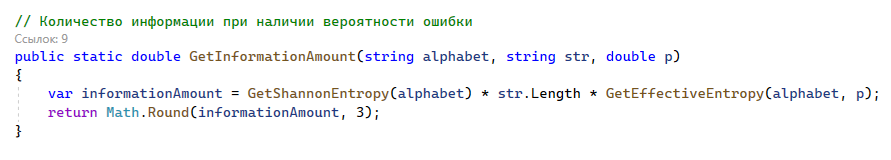 // Количество информации при наличии вероятности ошибки
Ссылок: 9
public static double GetInformationAmount(string alphabet, string str, double p)
{
    var informationAmount = GetShannonEntropy(alphabet) * str.Length * GetEffectiveEntropy(alphabet, p);
    return Math.Round(informationAmount, 3);
}